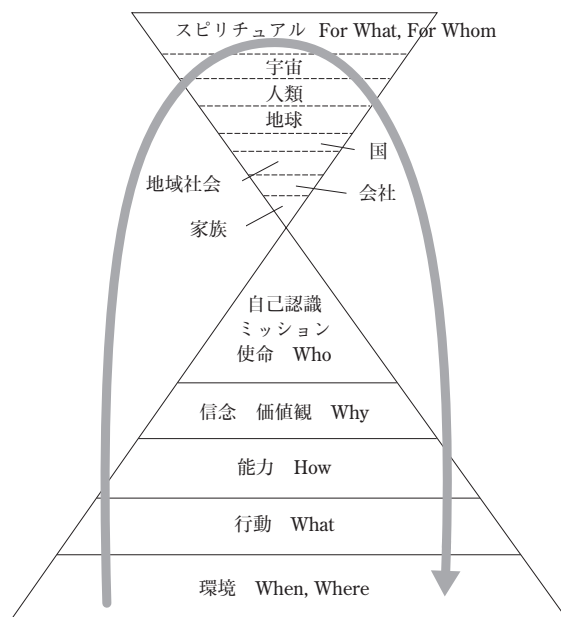 スピリチュアル For What, For Whom
宇宙
人類
地球
国
地域社会
会社
家族
自己認識
ミッション
使命 Who
信念 価値観 Why
能力 How
行動 What
環境 When, Where